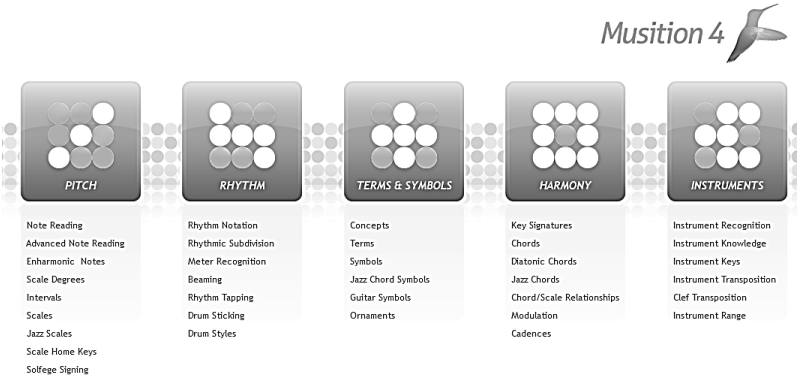 Musition 4
PITCH
Note Reading
Advanced Note Reading
Enharmonic Notes
Scale Degrees
Intervals
Scales
Jazz Scales
Scale Home Keys
Solfege Signing
RHYTHM
Rhythm Notation
Rhythmic Subdivision
Meter Recognition
Beaming
Rhythm Tapping
Drum Sticking
Drum Styles
TERMS & SYMBOLS
Concepts
Terms
Symbols
Jazz Chord Symbols
Guitar Symbols
Ornaments
HARMONY
Key Signatures
Chords
Diatonic Chords
Jazz Chords
Chord/Scale Relationships
Modulation
Cadences
INSTRUMENTS
Instrument Recognition
Instrument Knowledge
Instrument Keys
Instrument Transposition
Clef Transposition
Instrument Range